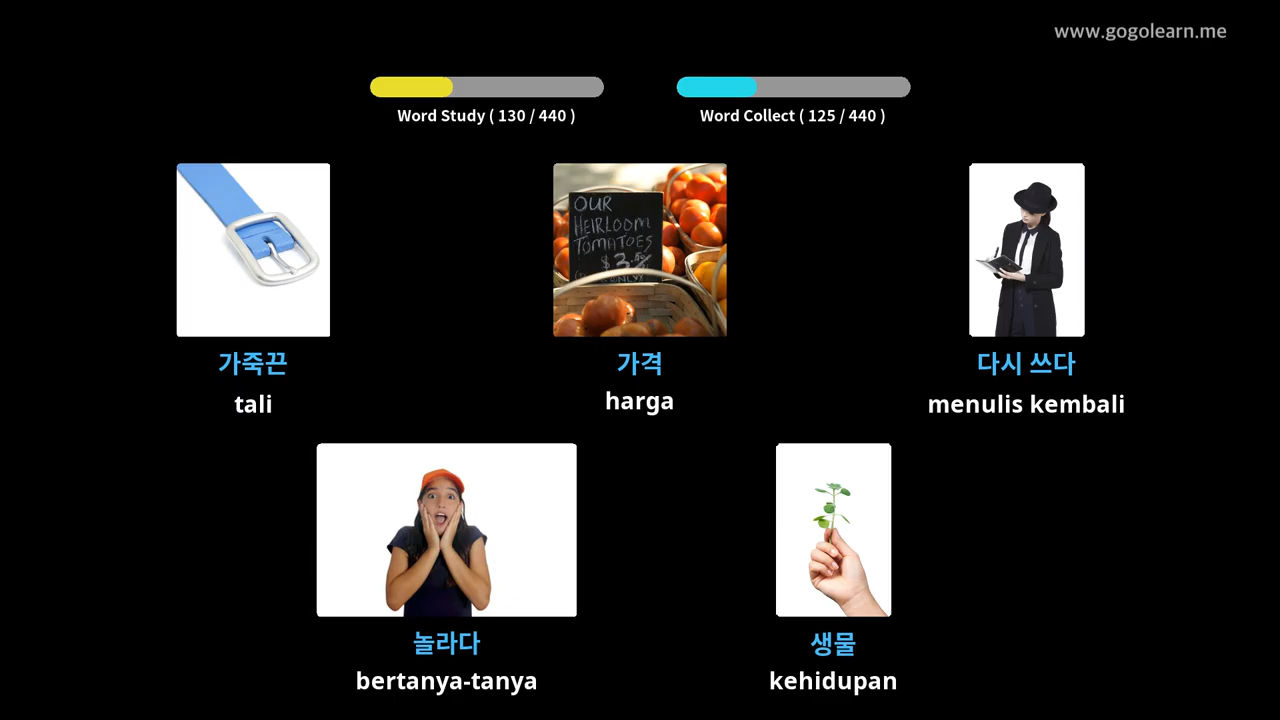 www.gogolearn.me
Word Study ( 130 / 440 )
Word Collect ( 125 / 440 )
OUR
HEIRLOOM
TOMATOES
가죽끈
tali
가격
harga
다시 쓰다
menulis kembali
놀라다
bertanya-tanya
생물
kehidupan